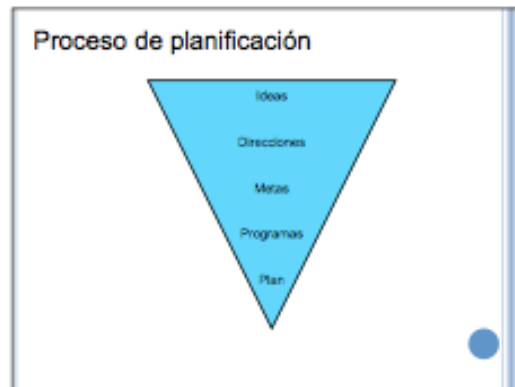 Proceso de planificación
Ideas
Direcciones
Metas
Programas
Plan